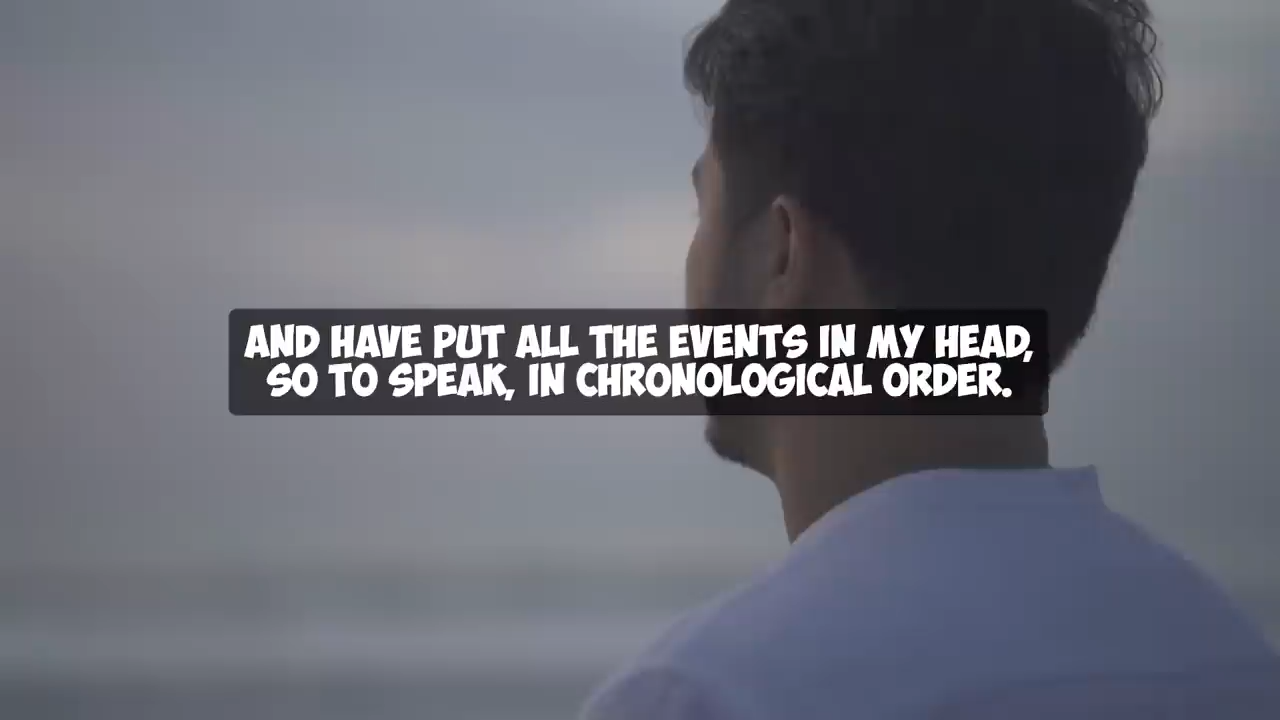 AND HAVE PUT ALL THE EVENTS IN MY HEAD,
SO TO SPEAK, IN CHRONOLOGICAL ORDER.